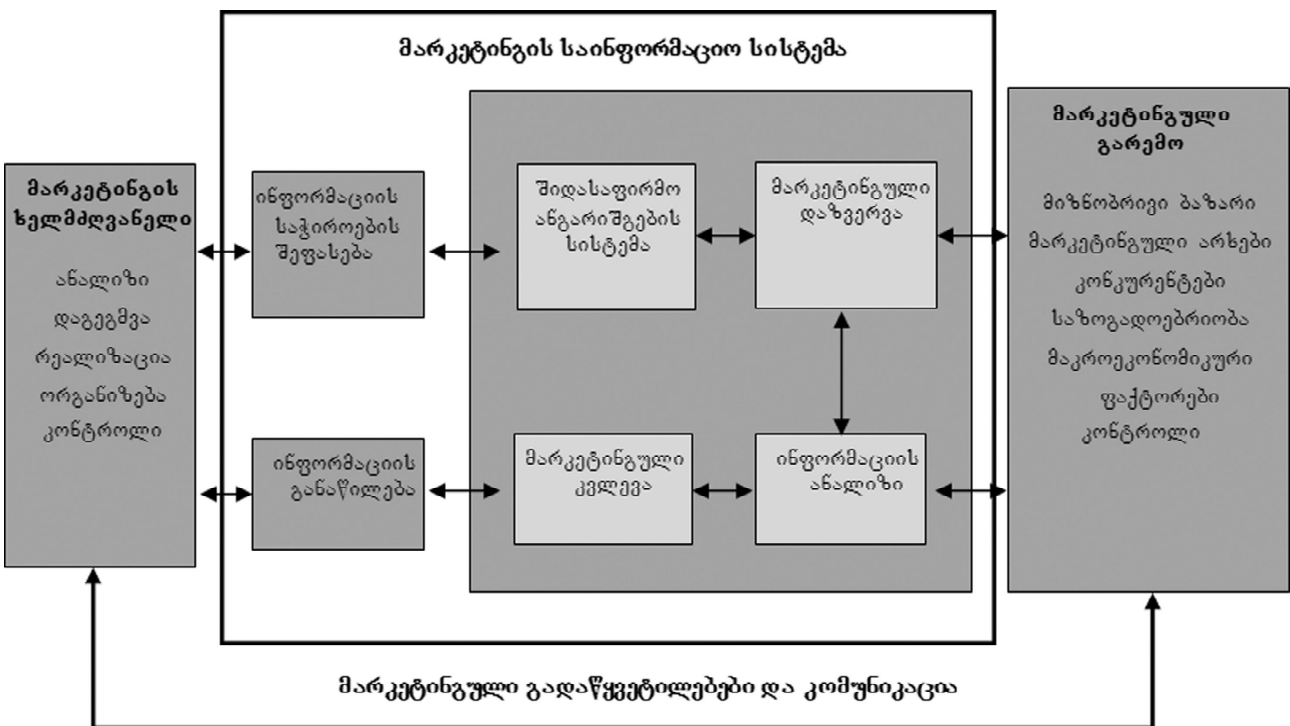 მარკეტინგის საინფორმაციო სისტემა
მარკეტინგის
ხელმძღვანელი
ანალიზი
დაგეგმვა
რეალიზაცია
ორგანიზება
კონტროლი
ინფორმაციის
საჭიროების
შეფასება
ინფორმაციის
განაწილება
შიდასაფირმო
ანგარიშგების
სისტემა
მარკეტინგული
დაზვერვა
მარკეტინგული
კვლევა
ინფორმაციის
ანალიზი
მარკეტინგული
გარემო
მიზნობრივი ბაზარი
მარკეტინგული არხები
კონკურენტები
საზოგადოებრიობა
მაკროეკონომიკური
ფაქტორები
კონტროლი
მარკეტინგული გადაწყვეტილებები და კომუნიკაცია